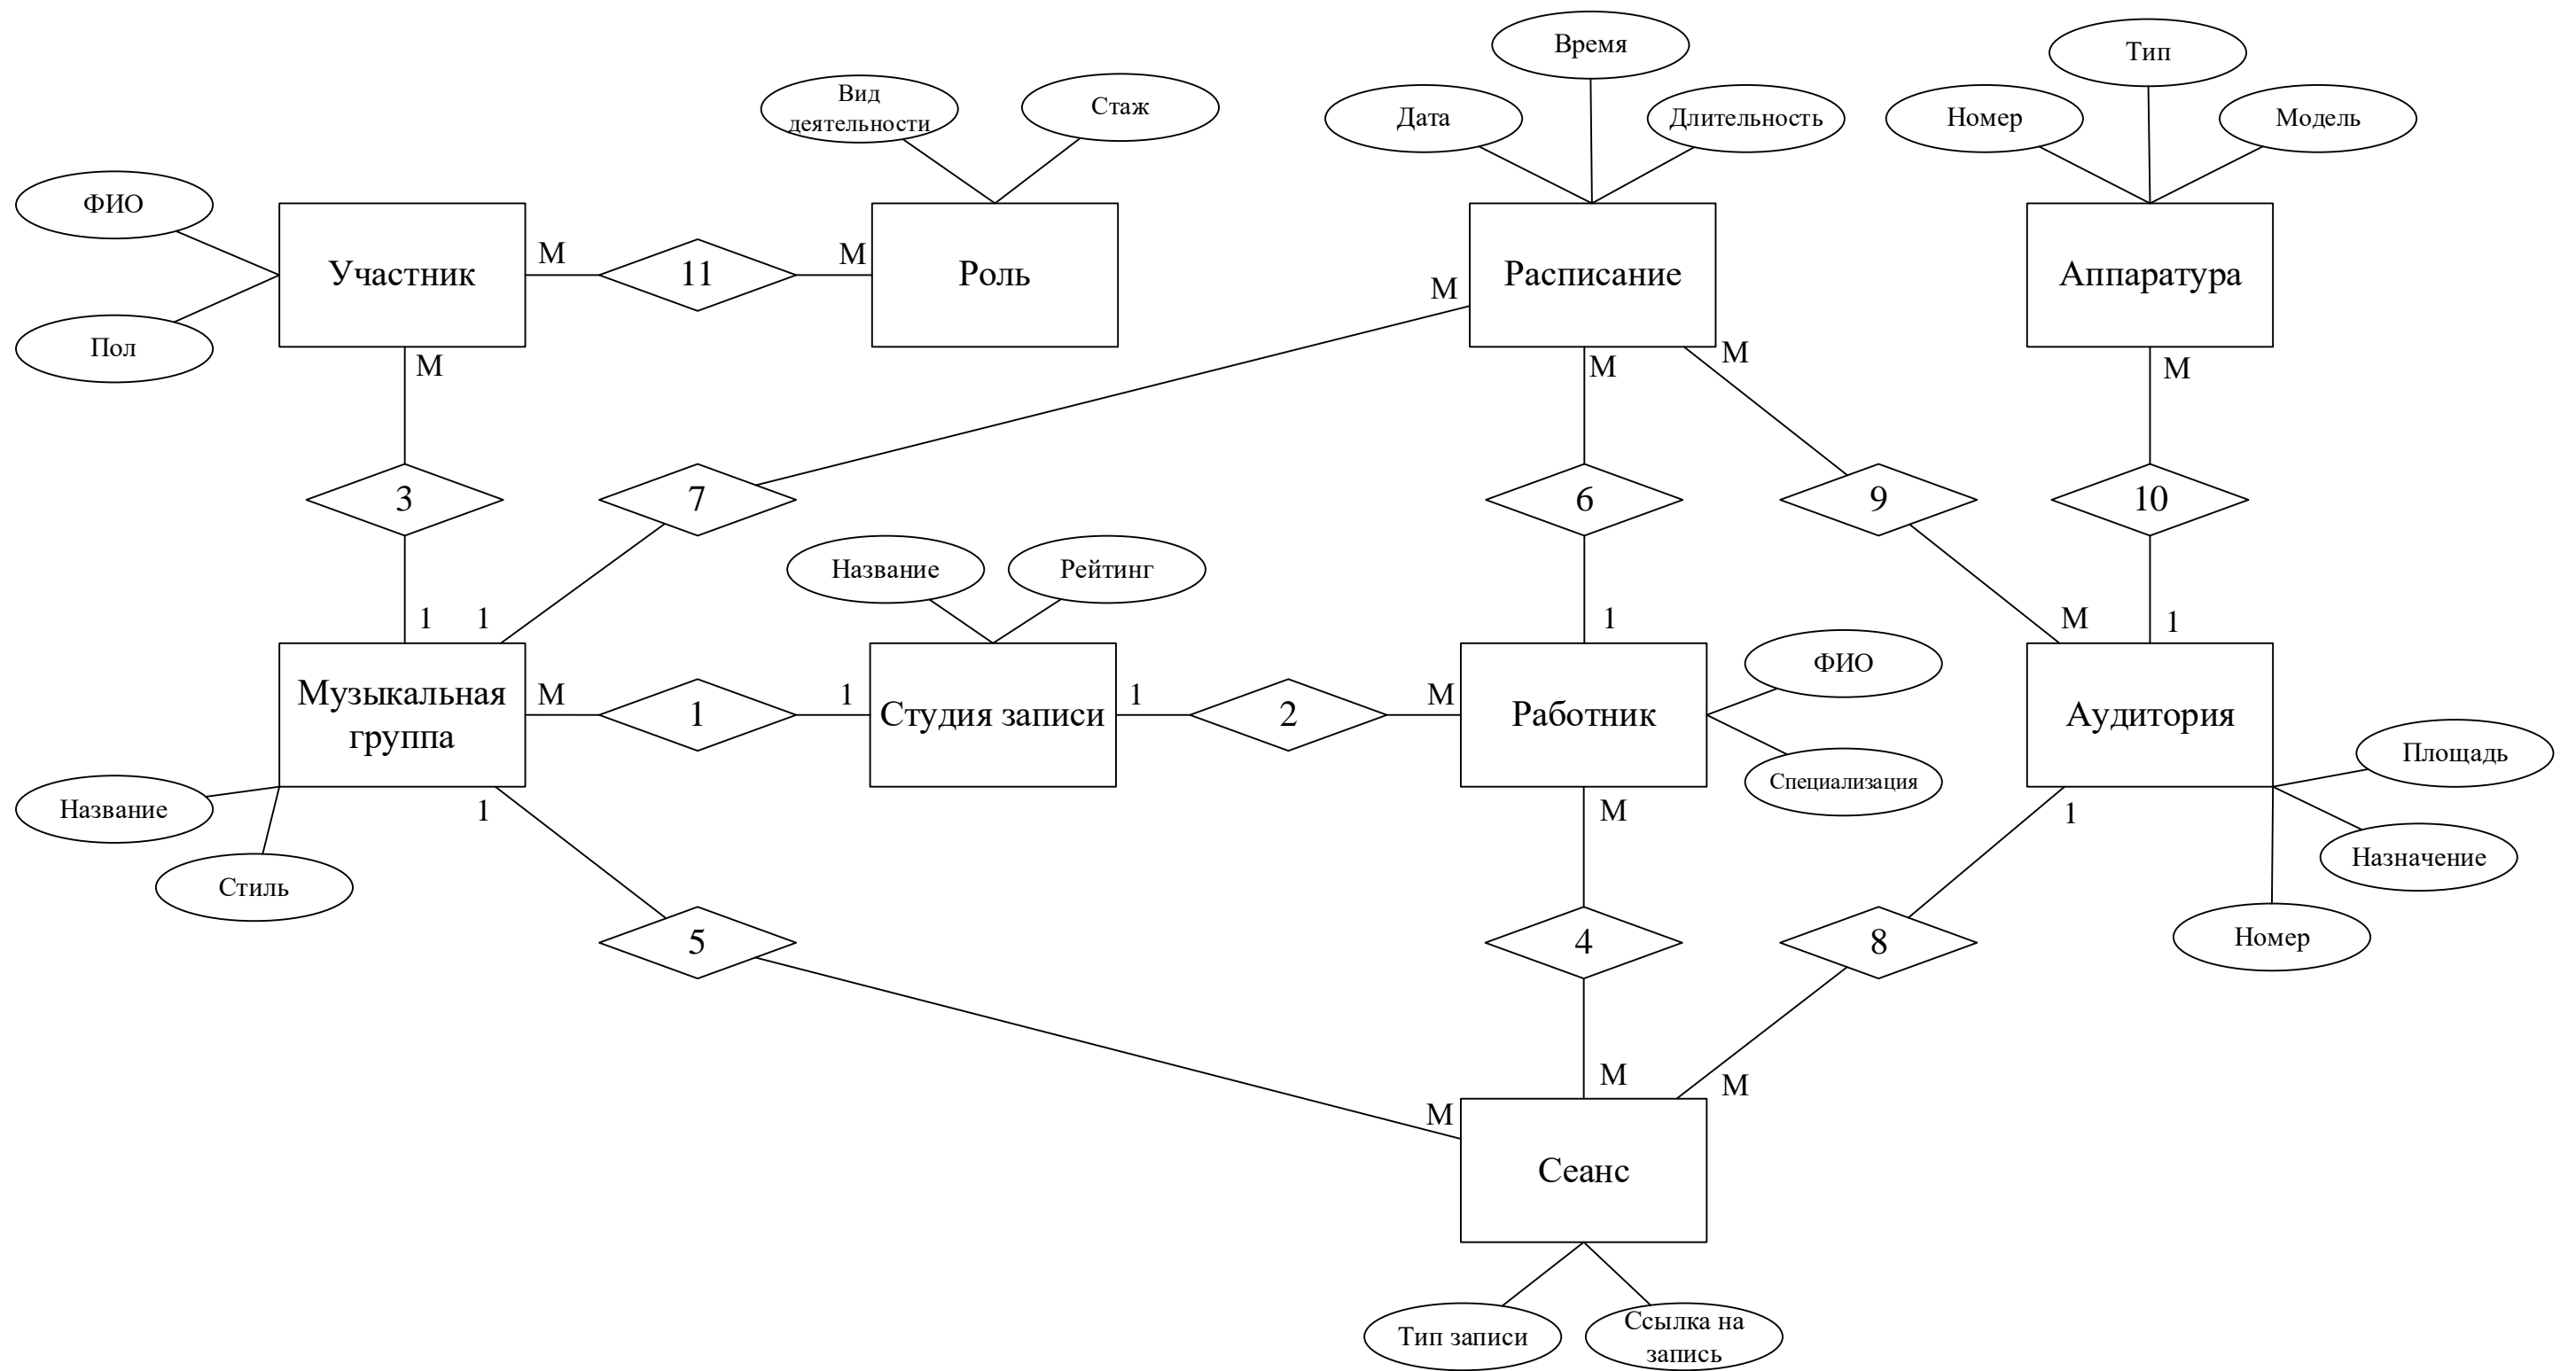 Время
Тип
Вид
деятельности
Стаж
Дата
Длительность
Номер
Модель
ФИО
Пол
Участник
М
11
М
Роль
Расписание
М
Аппаратура
М
М
М
М
3
7
6
9
10
Название
Рейтинг
1
1
1
М
1
Музыкальная
группа
М
1
1
Студия записи
1
2
М
Работник
ФИО
Специализация
Аудитория
Площадь
Назначение
Номер
Название
Стиль
1
М
1
5
4
8
М
М
М
Сеанс
Тип записи
Ссылка на
запись